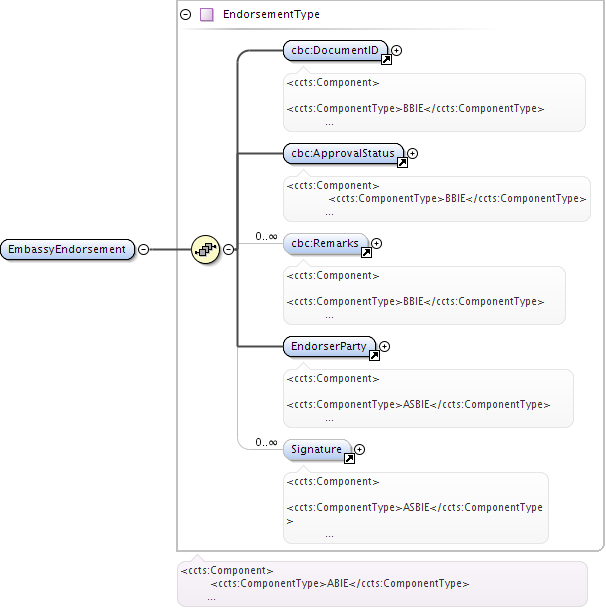 EndorsementType
cbc:DocumentID
<ccts:Component>
<ccts:ComponentType>BBIE</ccts:ComponentType>
...
cbc:ApprovalStatus
<ccts:Component>
<ccts:ComponentType>BBIE</ccts:ComponentType>
...
0..∞
cbc:Remarks
EmbassyEndorsement
<ccts:Component>
<ccts:ComponentType>BBIE</ccts:ComponentType>
...
EndorserParty
<ccts:Component>
<ccts:ComponentType>ASBIE</ccts:ComponentType>
...
0..∞
Signature
<ccts:Component>
<ccts:ComponentType>ASBIE</ccts:ComponentType
>
...
<ccts:Component>
<ccts:ComponentType>ABIE</ccts:ComponentType>
...